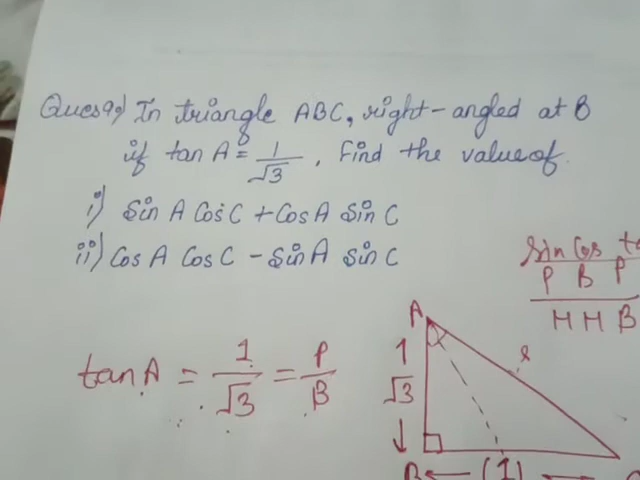 Ques9) In triangle ABC, right-angled at B
if tan A = 1/√3, Find the value of.
i) Sin A Cos C + Cos A Sin C
ii) Cos A Cos C - Sin A Sin C
Sin Cos ta
P B P
H H B
tan A = 1/√3 = P/B
A
1
√3
B (1)